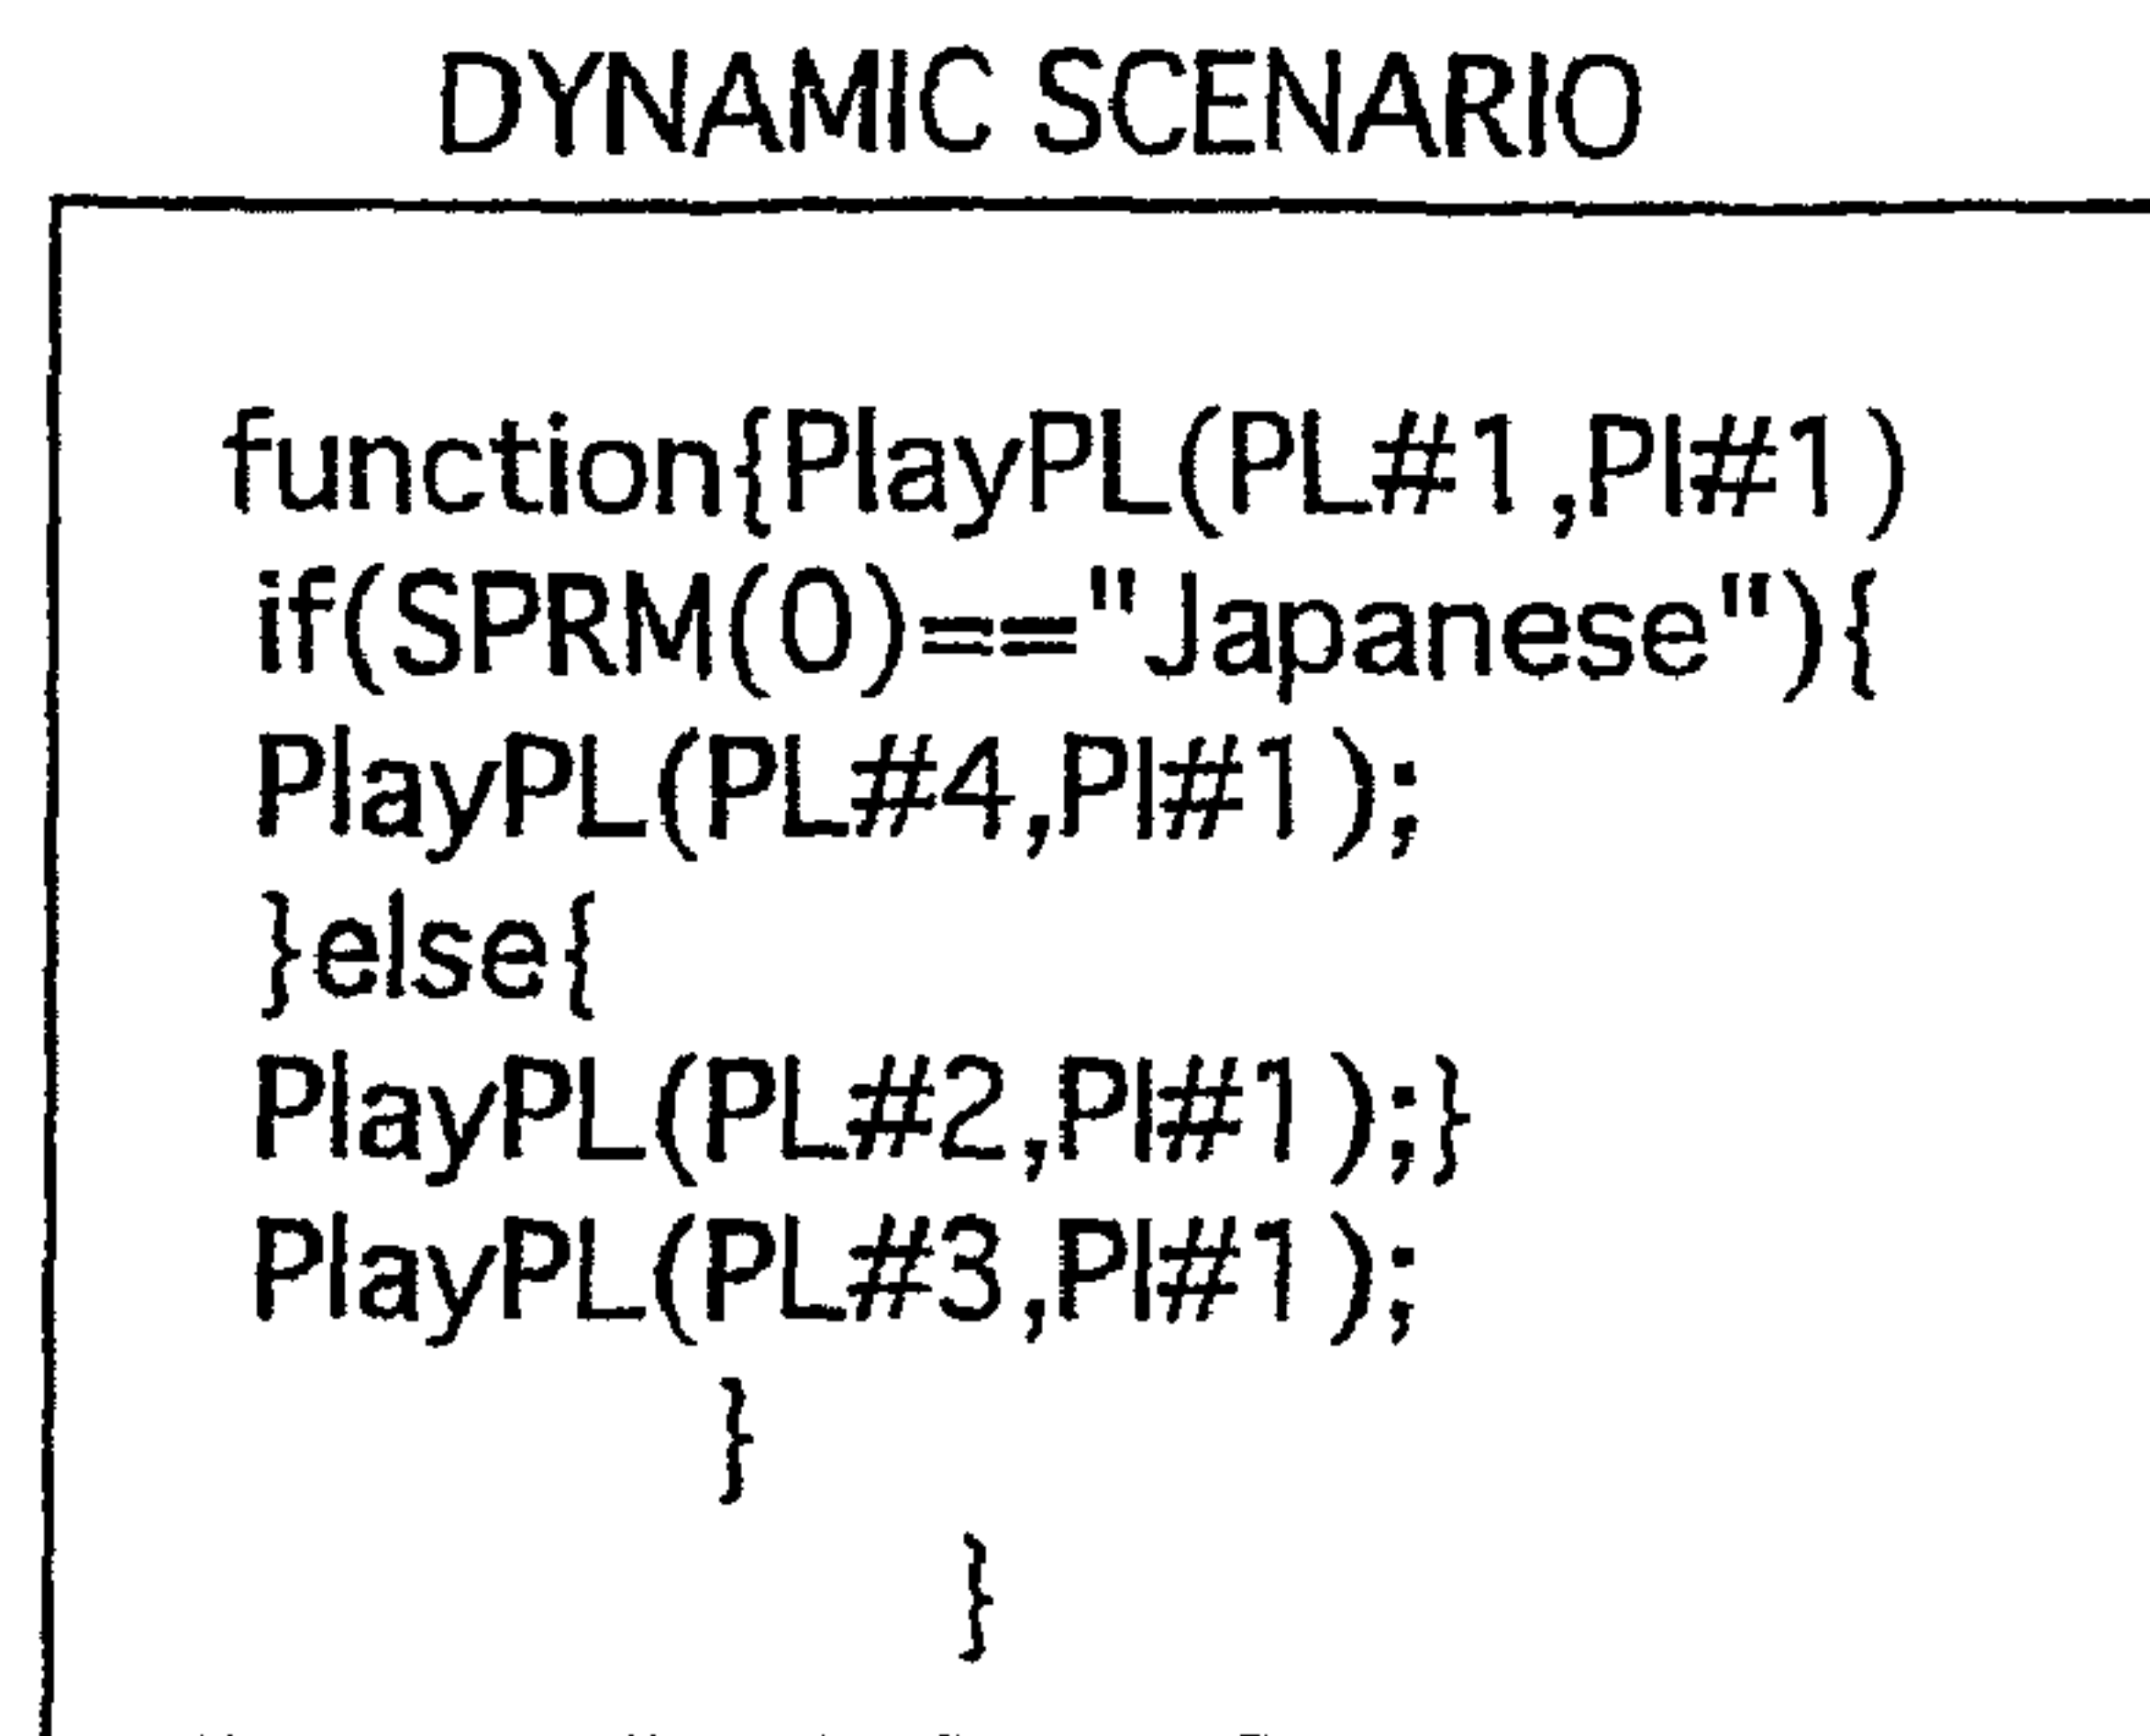 DYNAMIC SCENARIO
function{PlayPL(PL#1,PI#1)
if(SPRM(0)=="Japanese"){
PlayPL(PL#4,PI#1);
}else{
PlayPL(PL#2,PI#1);}
PlayPL(PL#3,PI#1);
}
}